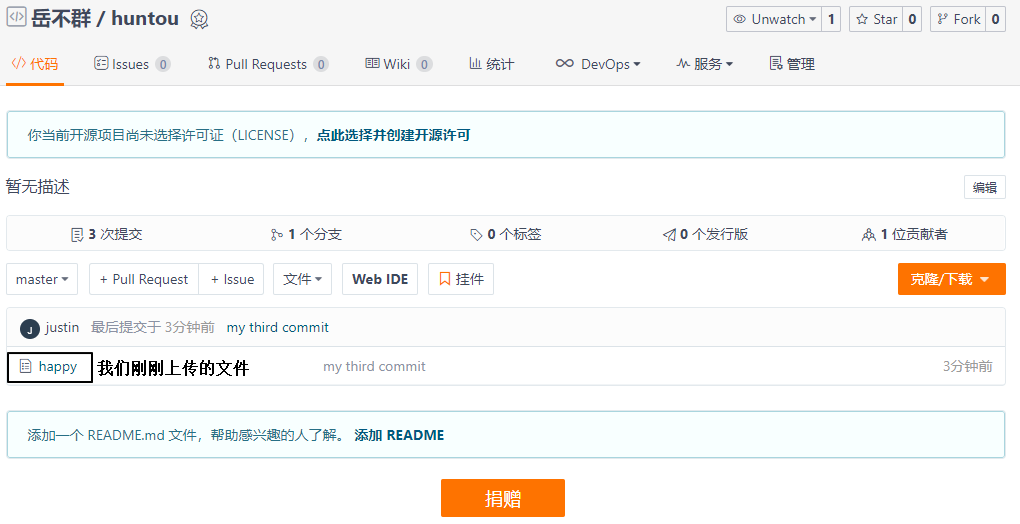 岳不群 / huntou
Unwatch 1 Star 0 Fork 0
代码 Issues 0 Pull Requests 0 Wiki 0 统计 DevOps 服务 管理
你当前开源项目尚未选择许可证（LICENSE），点此选择并创建开源许可
暂无描述 编辑
3 次提交 1 个分支 0 个标签 0 个发行版 1 位贡献者
master + Pull Request + Issue 文件 Web IDE 挂件 克隆/下载
J justin 最后提交于 3分钟前 my third commit
happy 我们刚刚上传的文件 my third commit 3分钟前
添加一个 README.md 文件，帮助感兴趣的人了解。 添加 README
捐赠